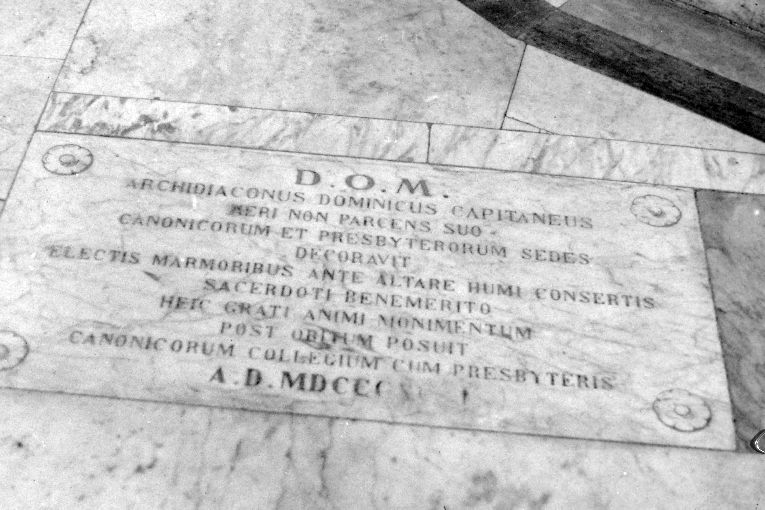 D.O.M.
ARCHIDIACONUS DOMINICUS CAPITANEUS
AERI NON PARCENS SUO
CANONICORUM ET PRESBYTERORUM SEDES
DECORAVIT
ELECTIS MARMORIBUS ANTE ALTARE HUMI CONSERTIS
SACERDOTI BENEMERITO
HEIC GRATI ANIMI MONIMENTUM
POST OBITUM POSUIT
CANONICORUM COLLEGIUM CUM PRESBYTERIS
A.D.